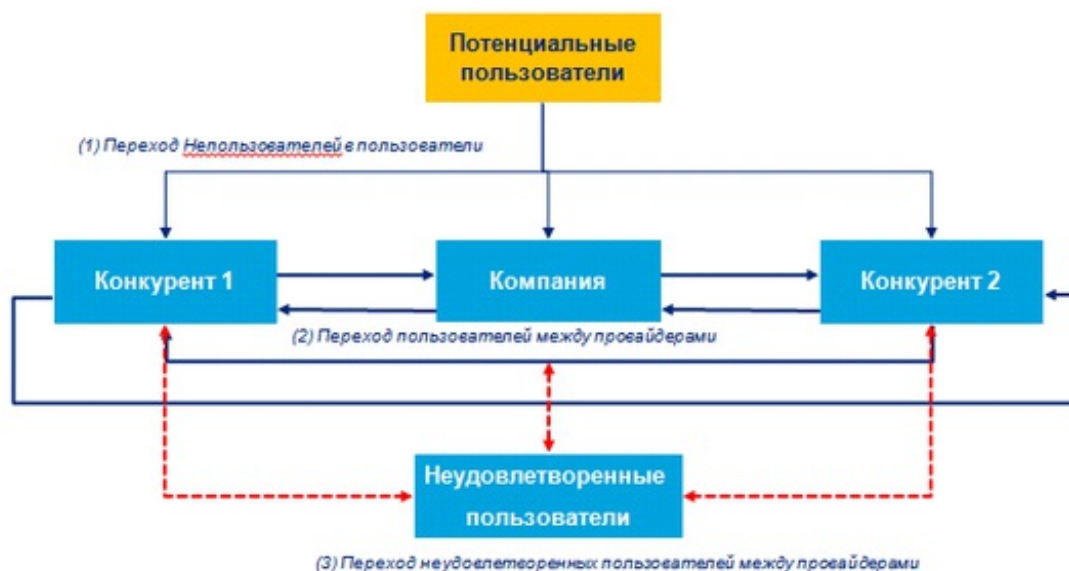 Потенциальные
пользователи
(1) Переход Непользователей в пользователи
Конкурент 1
Компания
Конкурент 2
(2) Переход пользователей между провайдерами
Неудовлетворенные
пользователи
(3) Переход неудовлетворенных пользователей между провайдерами